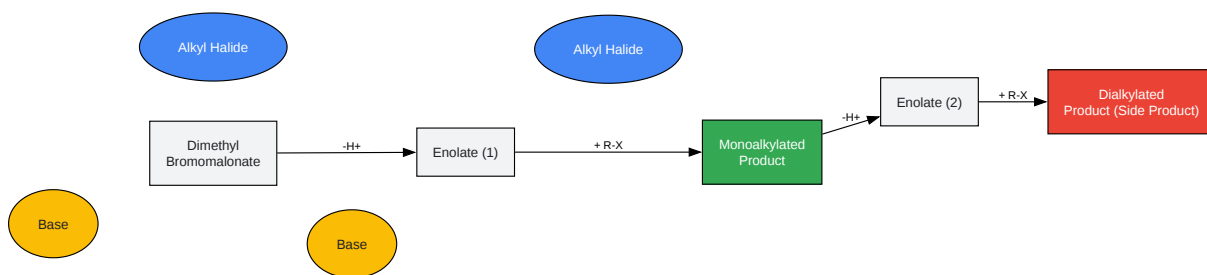 Alkyl Halide
Alkyl Halide
Dimethyl
Bromomalonate
-H+
Enolate (1)
+ R-X
Monoalkylated
Product
-H+
Enolate (2)
+ R-X
Dialkylated
Product (Side Product)
Base
Base